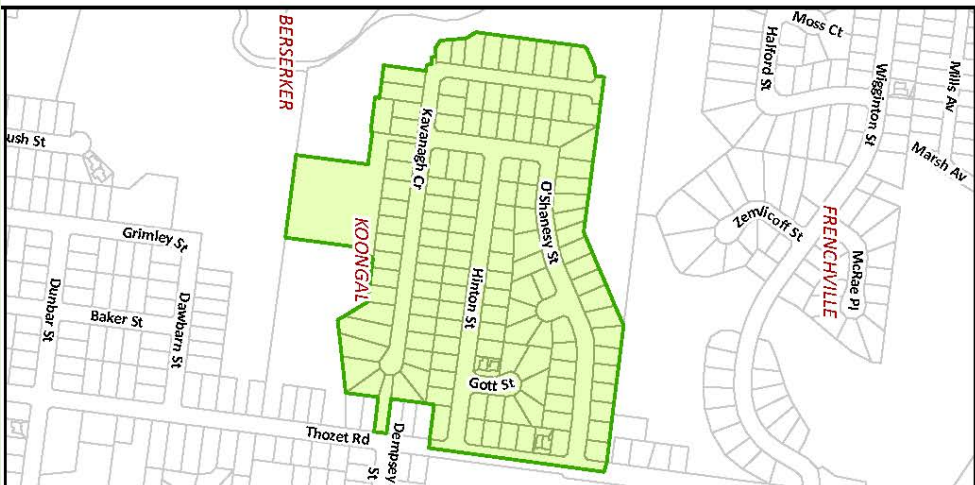 BERSERKER
Moss Ct
Halford St
Wigginton St
Mills Av
Marsh Av
ush St
Kavanagh Cr
O'Shanesy St
Zemlicoff St
FRENCHVILLE
McRae Pl
KOONGAL
Grimley St
Hinton St
Dunbar St
Baker St
Dawbarn St
Gott St
Thozet Rd
Dempsey
St